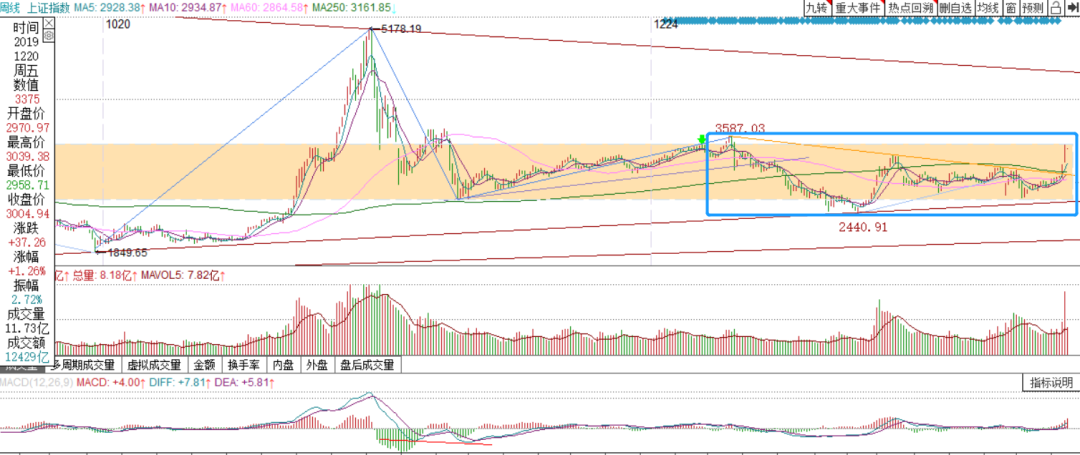 周线 上证指数 MA5: 2928.38↑ MA10: 2934.87↑ MA60: 2864.58↑ MA250: 3161.85↓
九转 重大事件 热点回溯 删自选 均线 窗 预测
1020
1224
时间
2019
1220
周五
数值
3375
开盘价
2970.97
最高价
3039.38
最低价
2958.71
收盘价
3004.94
涨跌
+37.26
涨幅
+1.26%
振幅
2.72%
成交量
11.73亿
成交额
12429亿
5178.19
3587.03
2440.91
1849.65
亿↑ 总量: 8.18亿↑ MAVOL5: 7.82亿↑
成交量 多周期成交量 虚拟成交量 金额 换手率 内盘 外盘 盘后成交量
MACD(12,26,9) MACD: +4.00↑ DIFF: +7.81↑ DEA: +5.81↑
指标说明